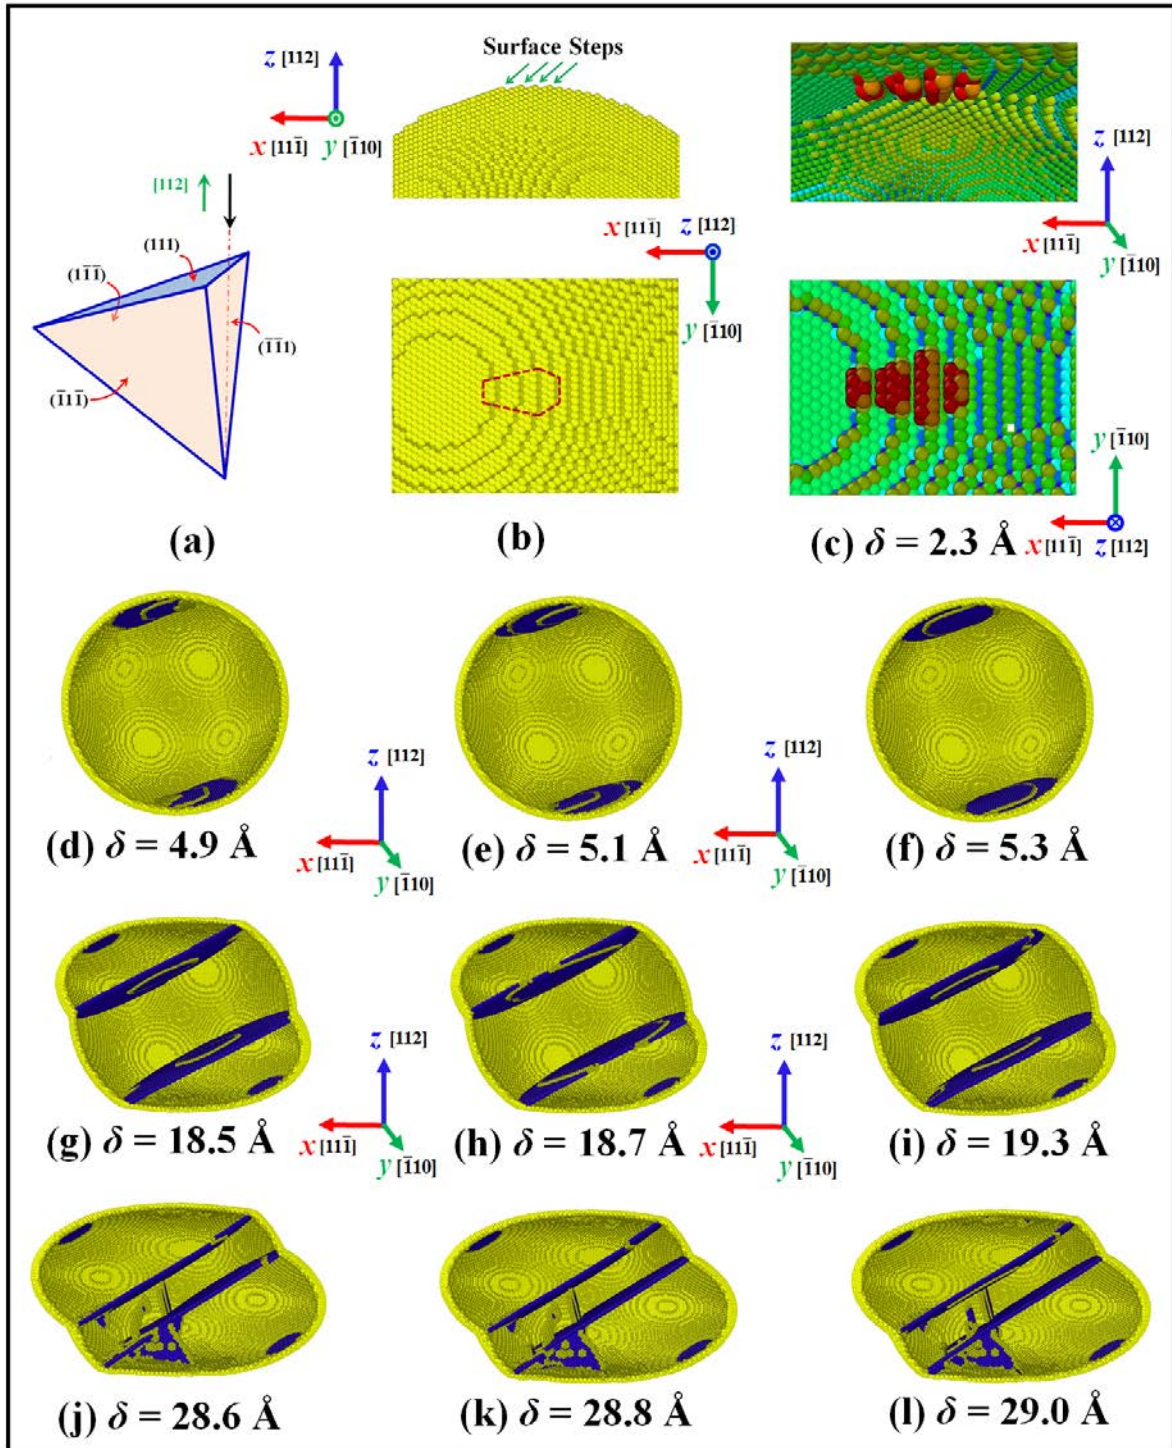 Surface Steps
z [112]
x [11̅1̅] y [1̅10]
[112]
(111)
(11̅1̅)
(1̅1̅1)
(1̅11̅)
x [111̅] z [112]
y [1̅10]
z [112]
x [111̅]
y [1̅10]
y [1̅10]
x [111̅] z [112]
(a)
(b)
(c) δ = 2.3 Å
z [112]
x [111̅]
y [1̅10]
z [112]
x [111̅]
y [1̅10]
(d) δ = 4.9 Å
(e) δ = 5.1 Å
(f) δ = 5.3 Å
z [112]
x [111̅]
y [1̅10]
z [112]
x [111̅]
y [1̅10]
(g) δ = 18.5 Å
(h) δ = 18.7 Å
(i) δ = 19.3 Å
(j) δ = 28.6 Å
(k) δ = 28.8 Å
(l) δ = 29.0 Å